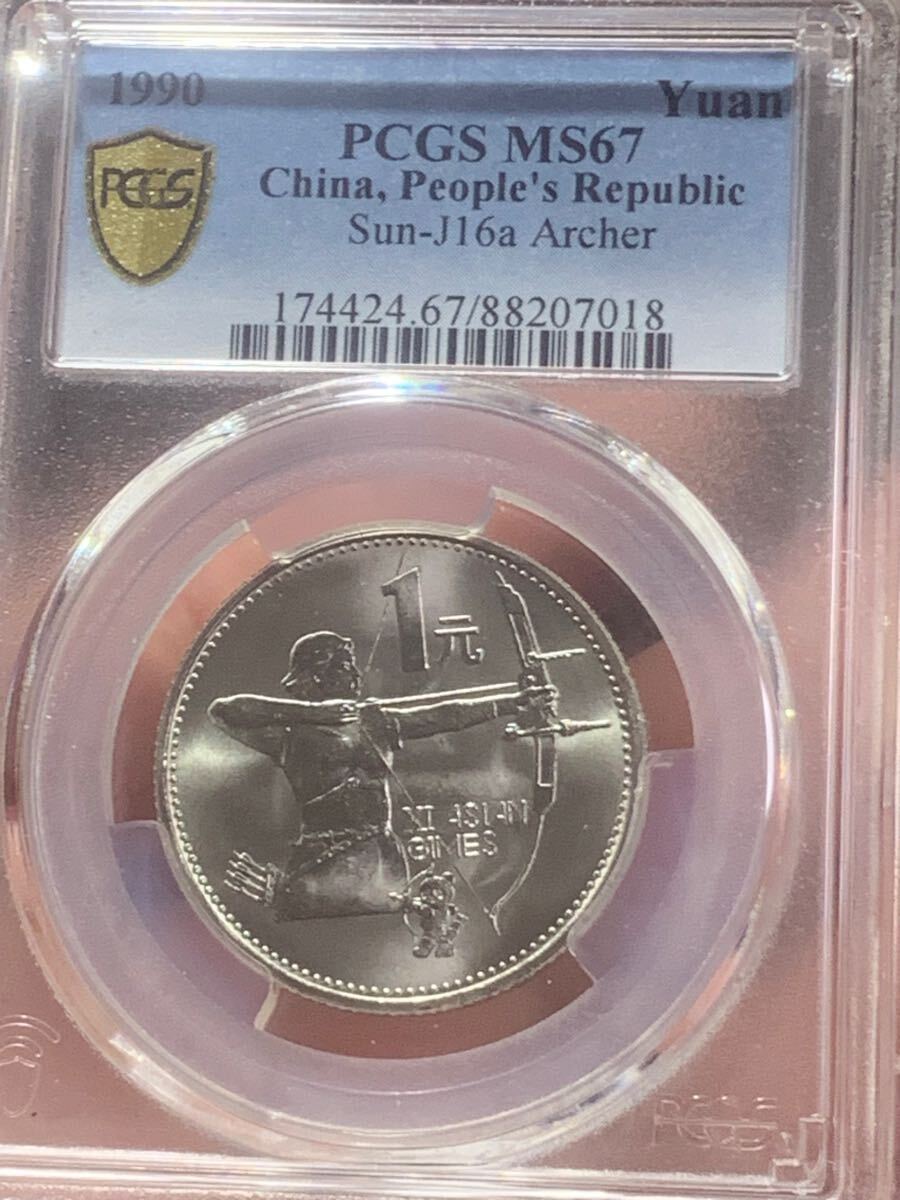 1990 Yuan
PCGS MS67
PCGS
China, People's Republic
Sun-J16a Archer
174424.67/88207018
1元
XI ASIAN
GAMES
PCGS